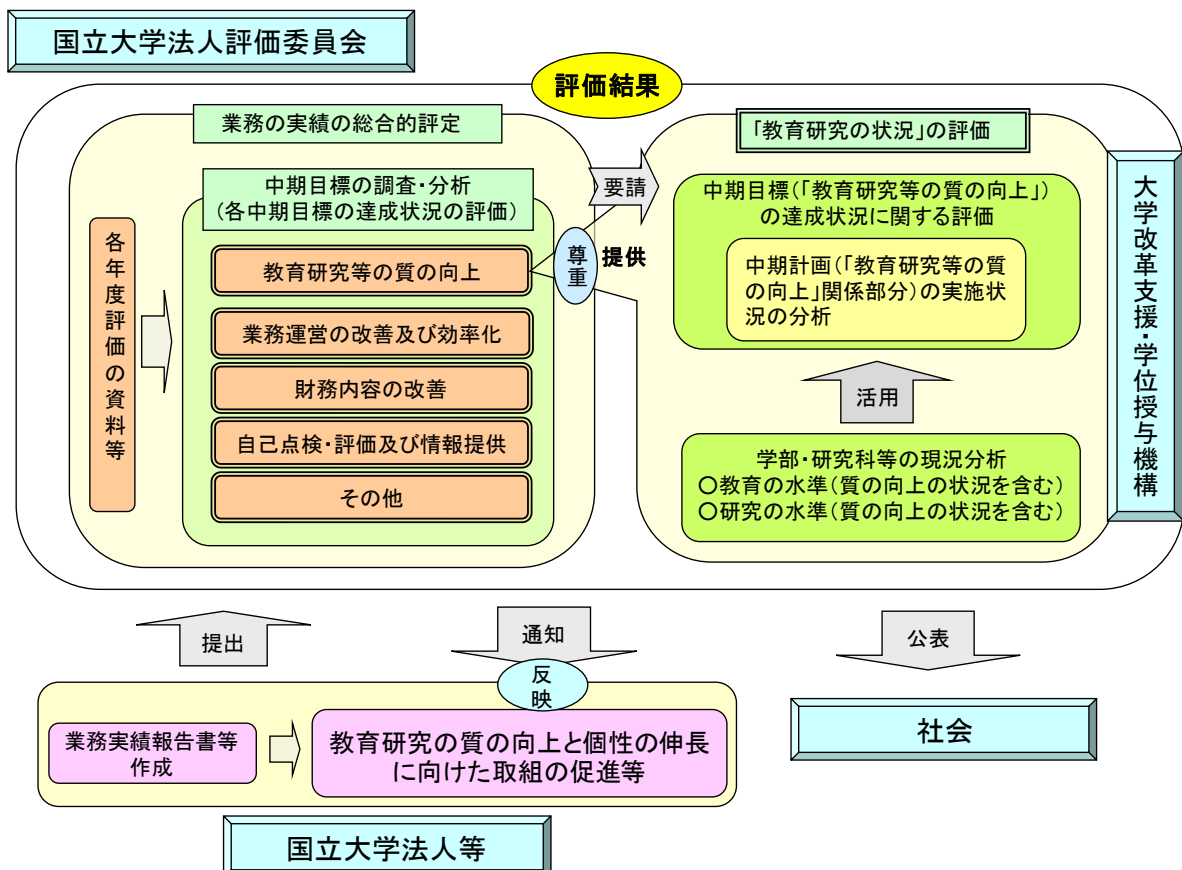 国立大学法人評価委員会
評価結果
業務の実績の総合的評定
中期目標の調査・分析
(各中期目標の達成状況の評価)
各年度評価の資料等
教育研究等の質の向上
業務運営の改善及び効率化
財務内容の改善
自己点検・評価及び情報提供
その他
要請
尊重
提供
「教育研究の状況」の評価
中期目標(「教育研究等の質の向上」)
の達成状況に関する評価
中期計画(「教育研究等の質
の向上」関係部分)の実施状
況の分析
活用
学部・研究科等の現況分析
○教育の水準(質の向上の状況を含む)
○研究の水準(質の向上の状況を含む)
大学改革支援・学位授与機構
提出
通知
公表
反映
業務実績報告書等
作成
教育研究の質の向上と個性の伸長
に向けた取組の促進等
社会
国立大学法人等